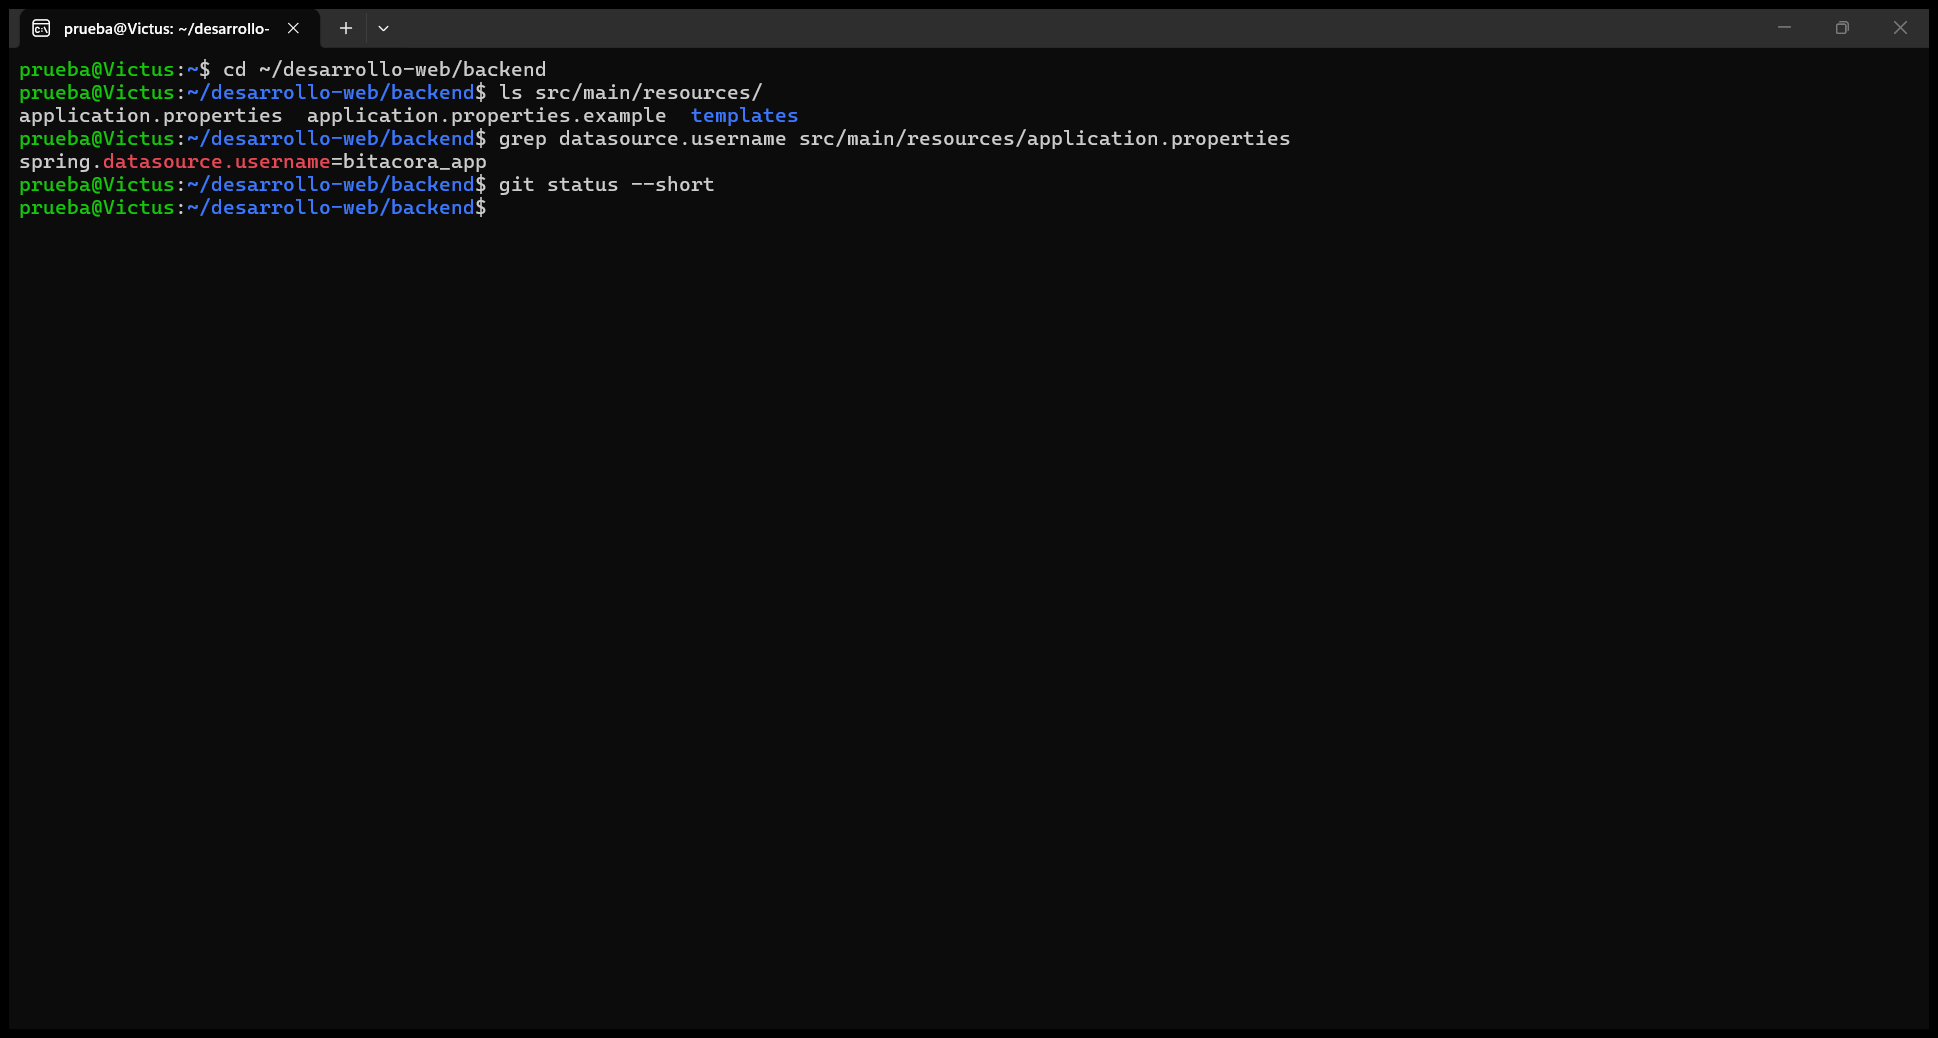 prueba@Victus: ~/desarrollo-
prueba@Victus:~$ cd ~/desarrollo-web/backend
prueba@Victus:~/desarrollo-web/backend$ ls src/main/resources/
application.properties  application.properties.example  templates
prueba@Victus:~/desarrollo-web/backend$ grep datasource.username src/main/resources/application.properties
spring.datasource.username=bitacora_app
prueba@Victus:~/desarrollo-web/backend$ git status --short
prueba@Victus:~/desarrollo-web/backend$